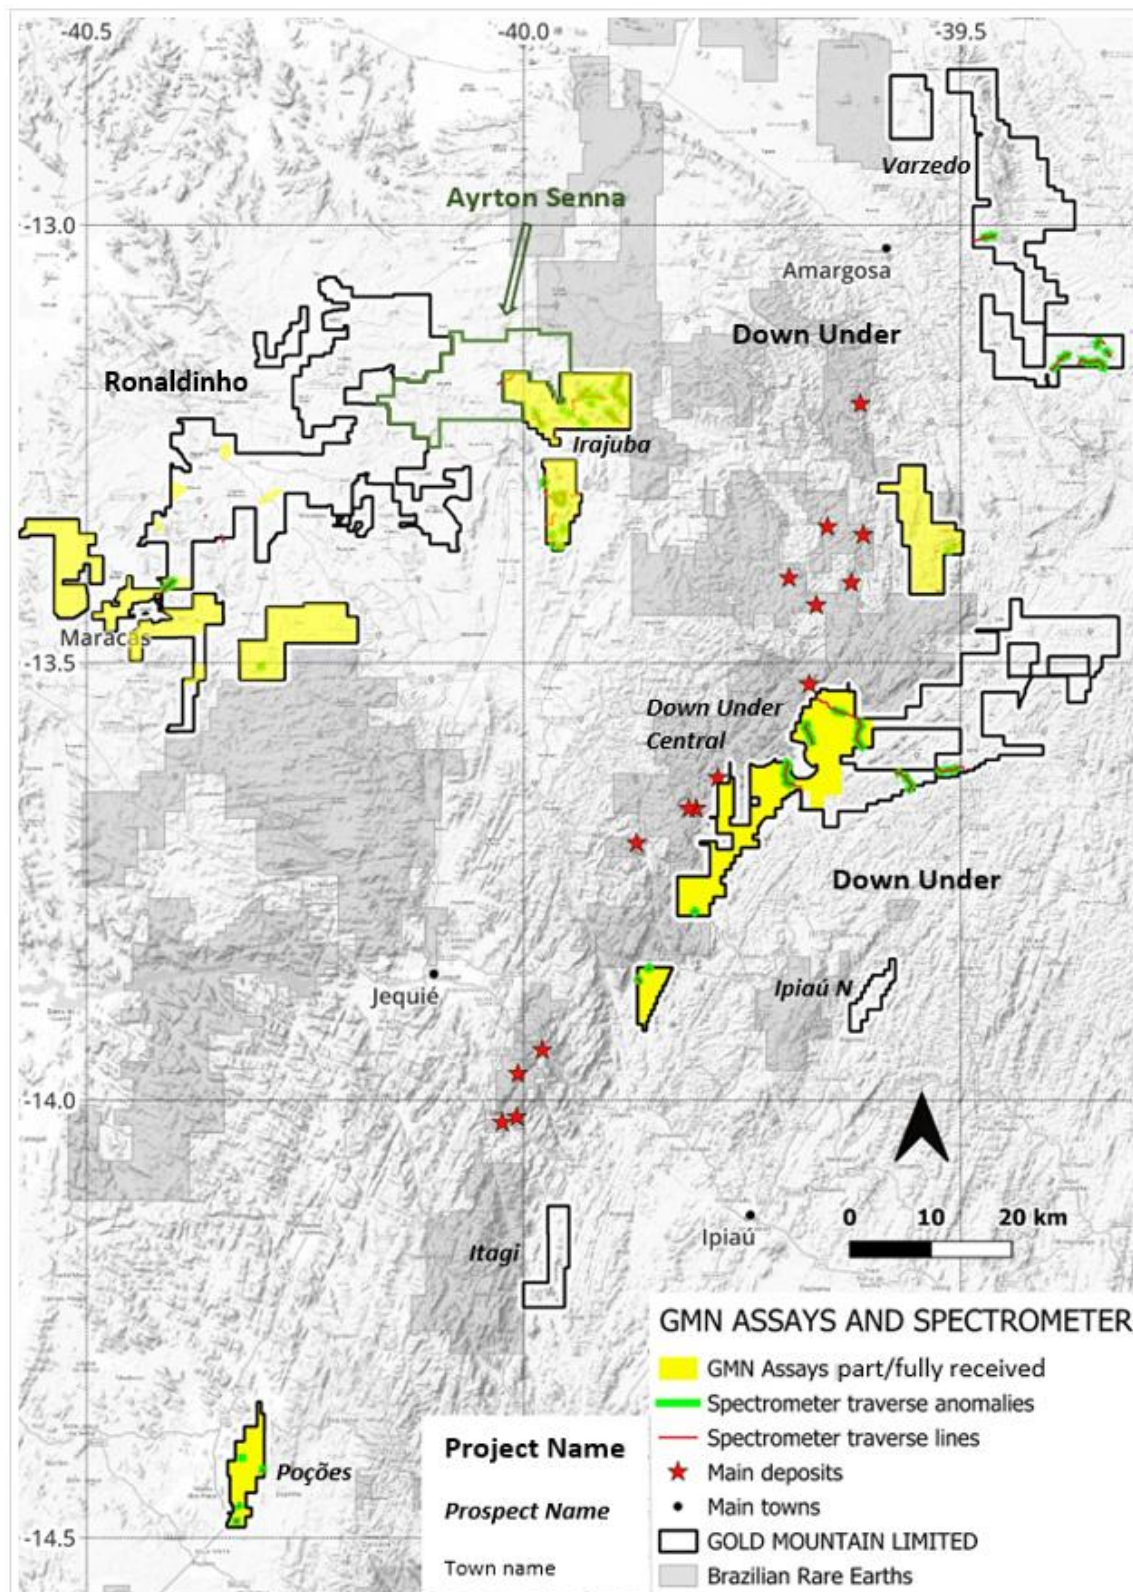 -40.5
-40.0
-39.5
Varzedo
-13.0
Ayrton Senna
Amargosa
Down Under
Ronaldinho
Irajuba
Maracás
-13.5
Down Under
Central
Down Under
Jequié
Ipiaú N
-14.0
0 10 20 km
Itagi
Ipiaú
GMN ASSAYS AND SPECTROMETER
GMN Assays part/fully received
Spectrometer traverse anomalies
Spectrometer traverse lines
Main deposits
Main towns
GOLD MOUNTAIN LIMITED
Brazilian Rare Earths
Project Name
Prospect Name
Town name
Poções
-14.5